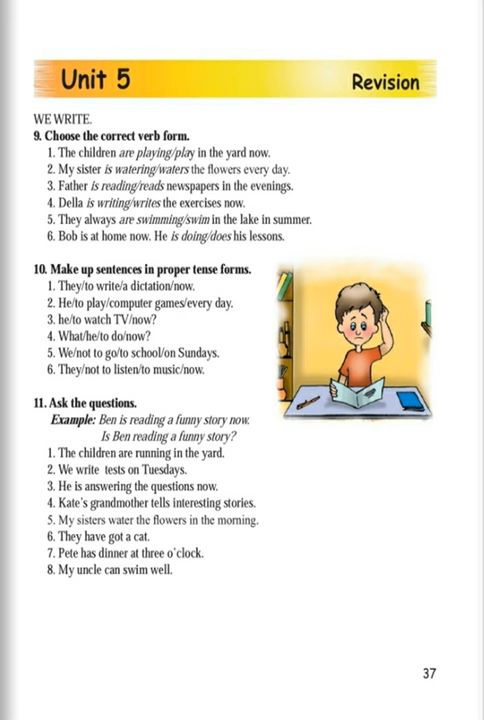 Unit 5
Revision
WE WRITE.
9. Choose the correct verb form.
1. The children are playing/play in the yard now.
2. My sister is watering/waters the flowers every day.
3. Father is reading/reads newspapers in the evenings.
4. Della is writing/writes the exercises now.
5. They always are swimming/swim in the lake in summer.
6. Bob is at home now. He is doing/does his lessons.
10. Make up sentences in proper tense forms.
1. They/to write/a dictation/now.
2. He/to play/computer games/every day.
3. he/to watch TV/now?
4. What/he/to do/now?
5. We/not to go/to school/on Sundays.
6. They/not to listen/to music/now.
11. Ask the questions.
Example: Ben is reading a funny story now.
Is Ben reading a funny story?
1. The children are running in the yard.
2. We write tests on Tuesdays.
3. He is answering the questions now.
4. Kate's grandmother tells interesting stories.
5. My sisters water the flowers in the morning.
6. They have got a cat.
7. Pete has dinner at three o'clock.
8. My uncle can swim well.
37